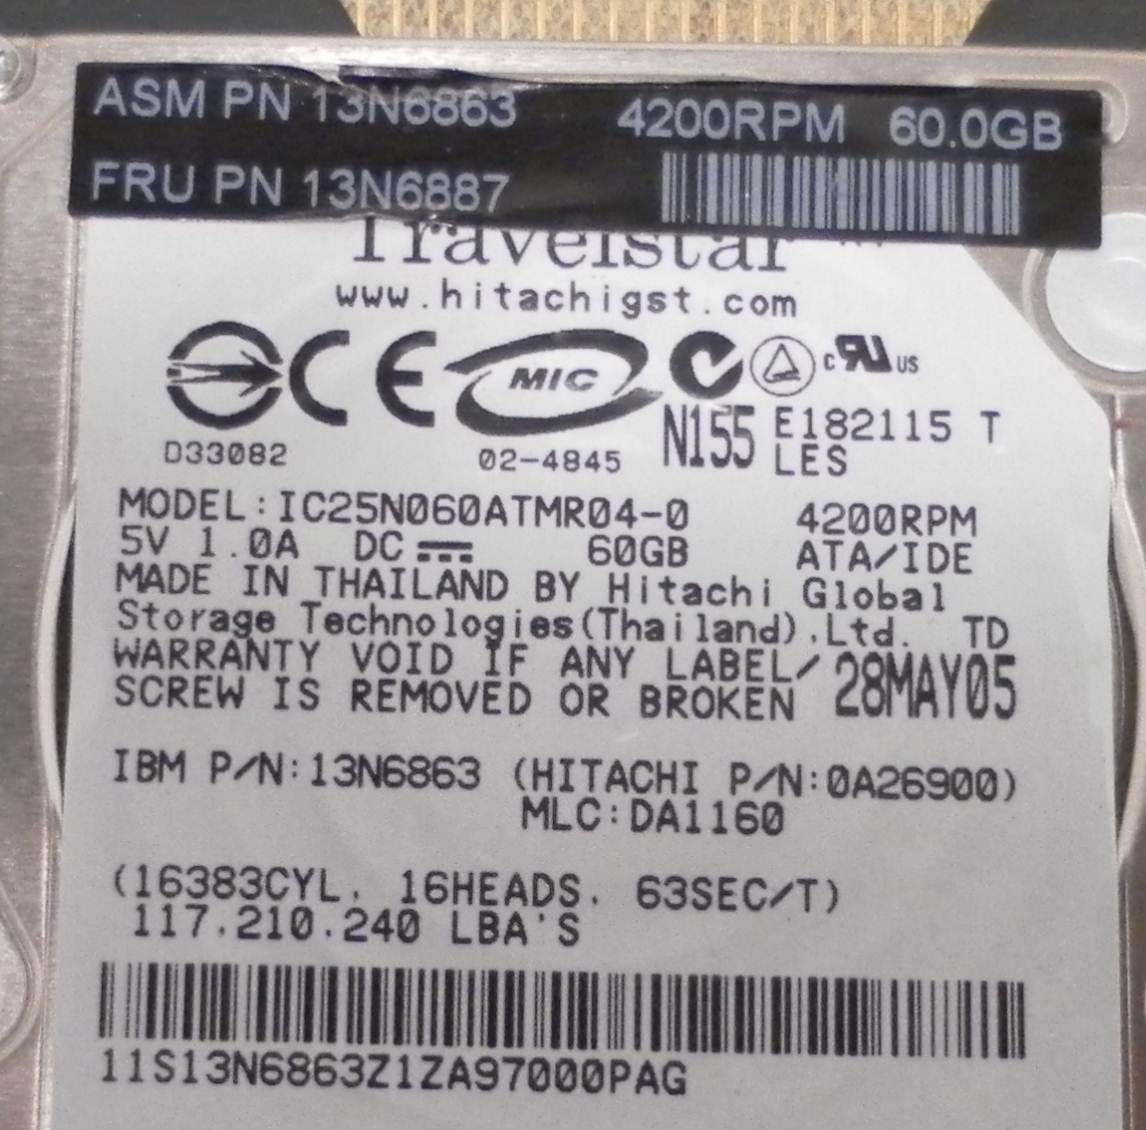 ASM PN 13N6863 4200RPM 60.0GB
FRU PN 13N6887
Travelstar
www.hitachigst.com
CE MIC c RU US
N155 E182115 T
D33082 02-4845 LES
MODEL:IC25N060ATMR04-0 4200RPM
5V 1.0A DC 60GB ATA/IDE
MADE IN THAILAND BY Hitachi Global
Storage Technologies(Thailand),Ltd. TD
WARRANTY VOID IF ANY LABEL/ 28MAY05
SCREW IS REMOVED OR BROKEN
IBM P/N:13N6863 (HITACHI P/N:0A26900)
MLC:DA1160
(16383CYL. 16HEADS. 63SEC/T)
117.210.240 LBA'S
11S13N6863Z1ZA97000PAG